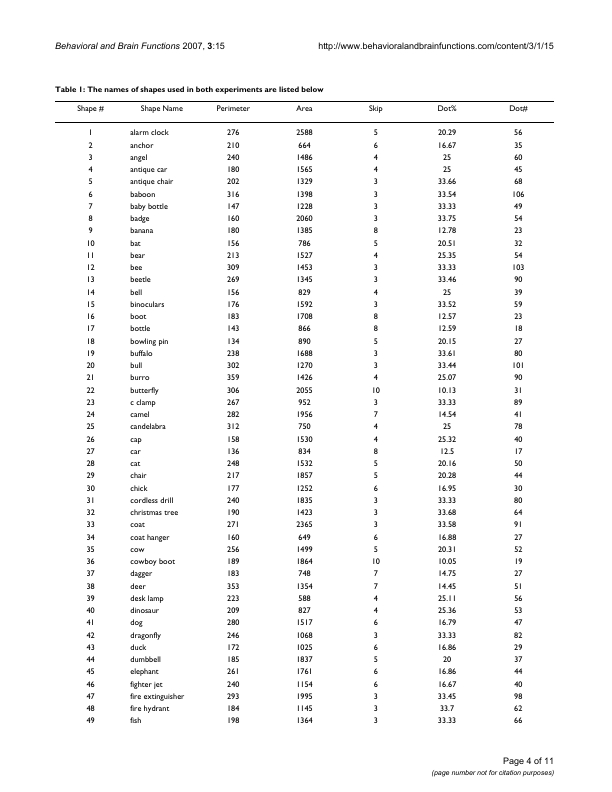 Behavioral and Brain Functions 2007, 3:15 http://www.behavioralandbrainfunctions.com/content/3/1/15
Table 1: The names of shapes used in both experiments are listed below
Shape # Shape Name Perimeter Area Skip Dot% Dot#
1 alarm clock 276 2588 5 20.29 56
2 anchor 210 664 6 16.67 35
3 angel 240 1486 4 25 60
4 antique car 180 1565 4 25 45
5 antique chair 202 1329 3 33.66 68
6 baboon 316 1398 3 33.54 106
7 baby bottle 147 1228 3 33.33 49
8 badge 160 2060 3 33.75 54
9 banana 180 1385 8 12.78 23
10 bat 156 786 5 20.51 32
11 bear 213 1527 4 25.35 54
12 bee 309 1453 3 33.33 103
13 beetle 269 1345 3 33.46 90
14 bell 156 829 4 25 39
15 binoculars 176 1592 3 33.52 59
16 boot 183 1708 8 12.57 23
17 bottle 143 866 8 12.59 18
18 bowling pin 134 890 5 20.15 27
19 buffalo 238 1688 3 33.61 80
20 bull 302 1270 3 33.44 101
21 burro 359 1426 4 25.07 90
22 butterfly 306 2055 10 10.13 31
23 c clamp 267 952 3 33.33 89
24 camel 282 1956 7 14.54 41
25 candelabra 312 750 4 25 78
26 cap 158 1530 4 25.32 40
27 car 136 834 8 12.5 17
28 cat 248 1532 5 20.16 50
29 chair 217 1857 5 20.28 44
30 chick 177 1252 6 16.95 30
31 cordless drill 240 1835 3 33.33 80
32 christmas tree 190 1423 3 33.68 64
33 coat 271 2365 3 33.58 91
34 coat hanger 160 649 6 16.88 27
35 cow 256 1499 5 20.31 52
36 cowboy boot 189 1864 10 10.05 19
37 dagger 183 748 7 14.75 27
38 deer 353 1354 7 14.45 51
39 desk lamp 223 588 4 25.11 56
40 dinosaur 209 827 4 25.36 53
41 dog 280 1517 6 16.79 47
42 dragonfly 246 1068 3 33.33 82
43 duck 172 1025 6 16.86 29
44 dumbbell 185 1837 5 20 37
45 elephant 261 1761 6 16.86 44
46 fighter jet 240 1154 6 16.67 40
47 fire extinguisher 293 1995 3 33.45 98
48 fire hydrant 184 1145 3 33.7 62
49 fish 198 1364 3 33.33 66
Page 4 of 11
(page number not for citation purposes)